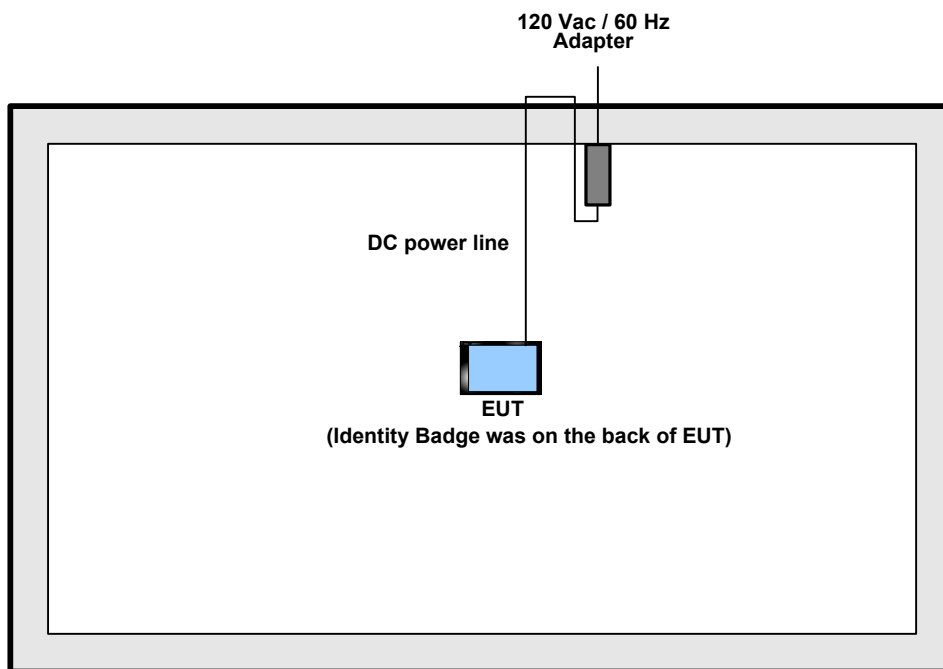 120 Vac / 60 Hz
Adapter
DC power line
EUT
(Identity Badge was on the back of EUT)